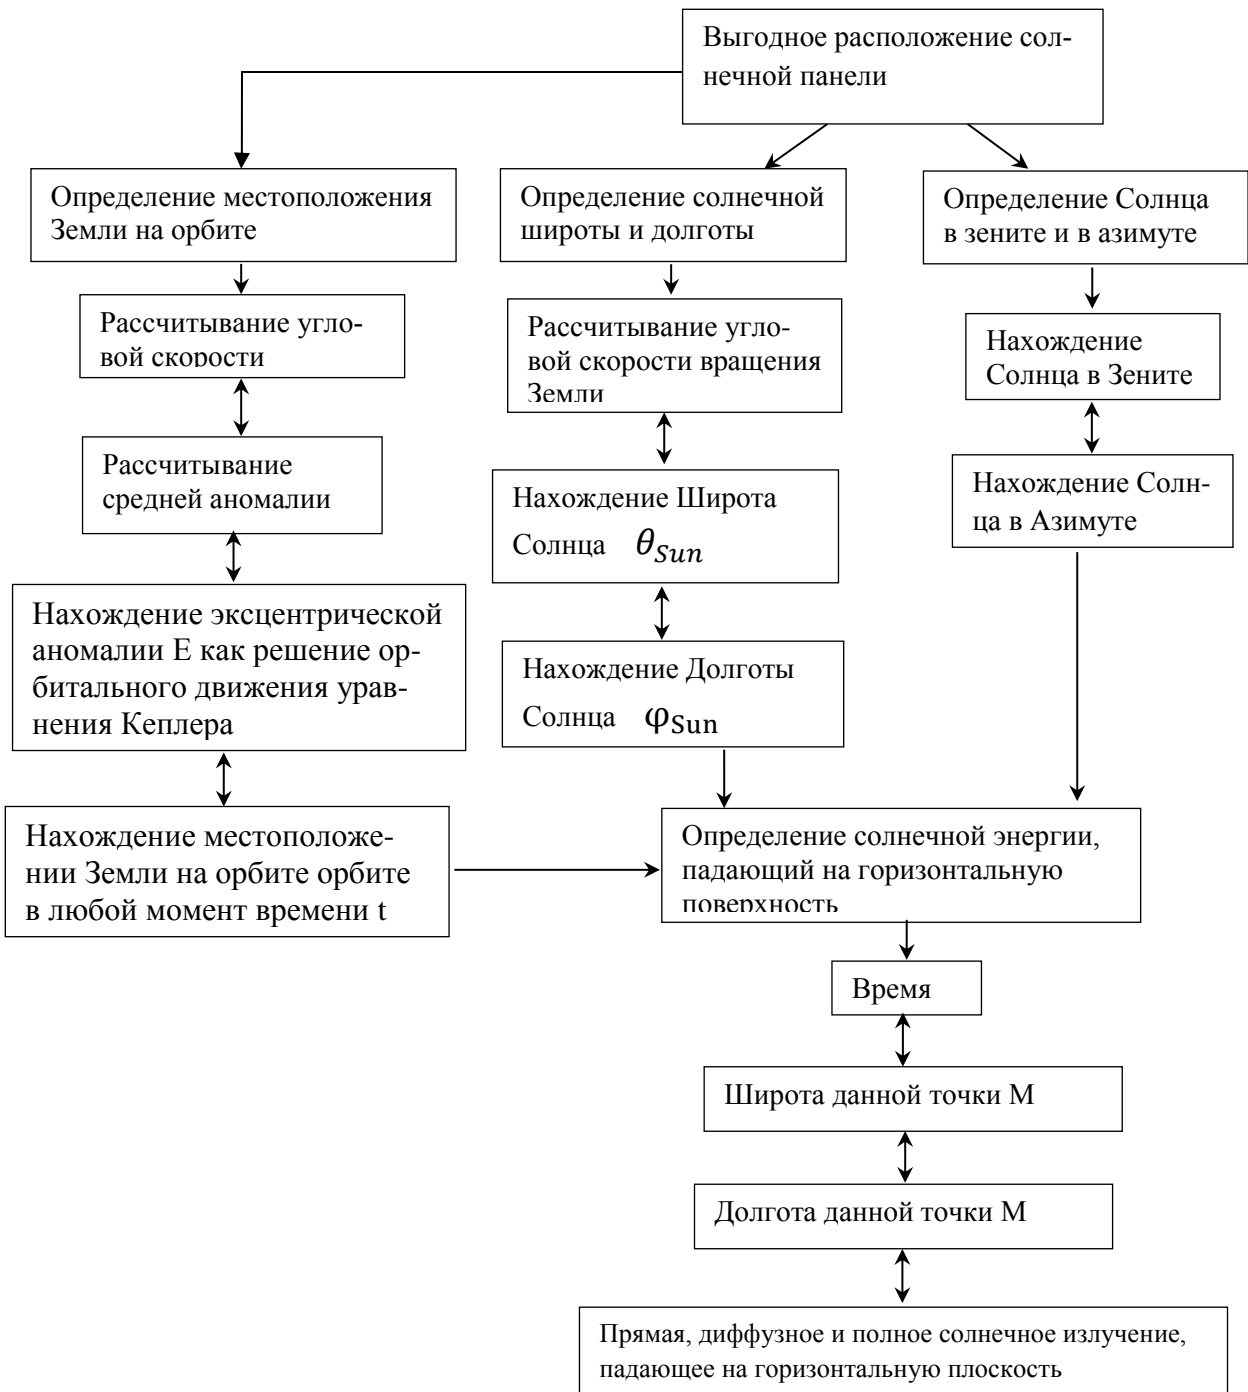 Выгодное расположение сол-
нечной панели
Определение местоположения
Земли на орбите
Определение солнечной
широты и долготы
Определение Солнца
в зените и в азимуте
Рассчитывание угло-
вой скорости
Рассчитывание угло-
вой скорости вращения
Земли
Нахождение
Солнца в Зените
Рассчитывание
средней аномалии
Нахождение Широта
Солнца θ_Sun
Нахождение Солн-
ца в Азимуте
Нахождение эксцентрической
аномалии Е как решение ор-
битального движения урав-
нения Кеплера
Нахождение Долготы
Солнца φ_Sun
Нахождение местоположе-
нии Земли на орбите орбите
в любой момент времени t
Определение солнечной энергии,
падающий на горизонтальную
поверхность
Время
Широта данной точки М
Долгота данной точки М
Прямая, диффузное и полное солнечное излучение,
падающее на горизонтальную плоскость